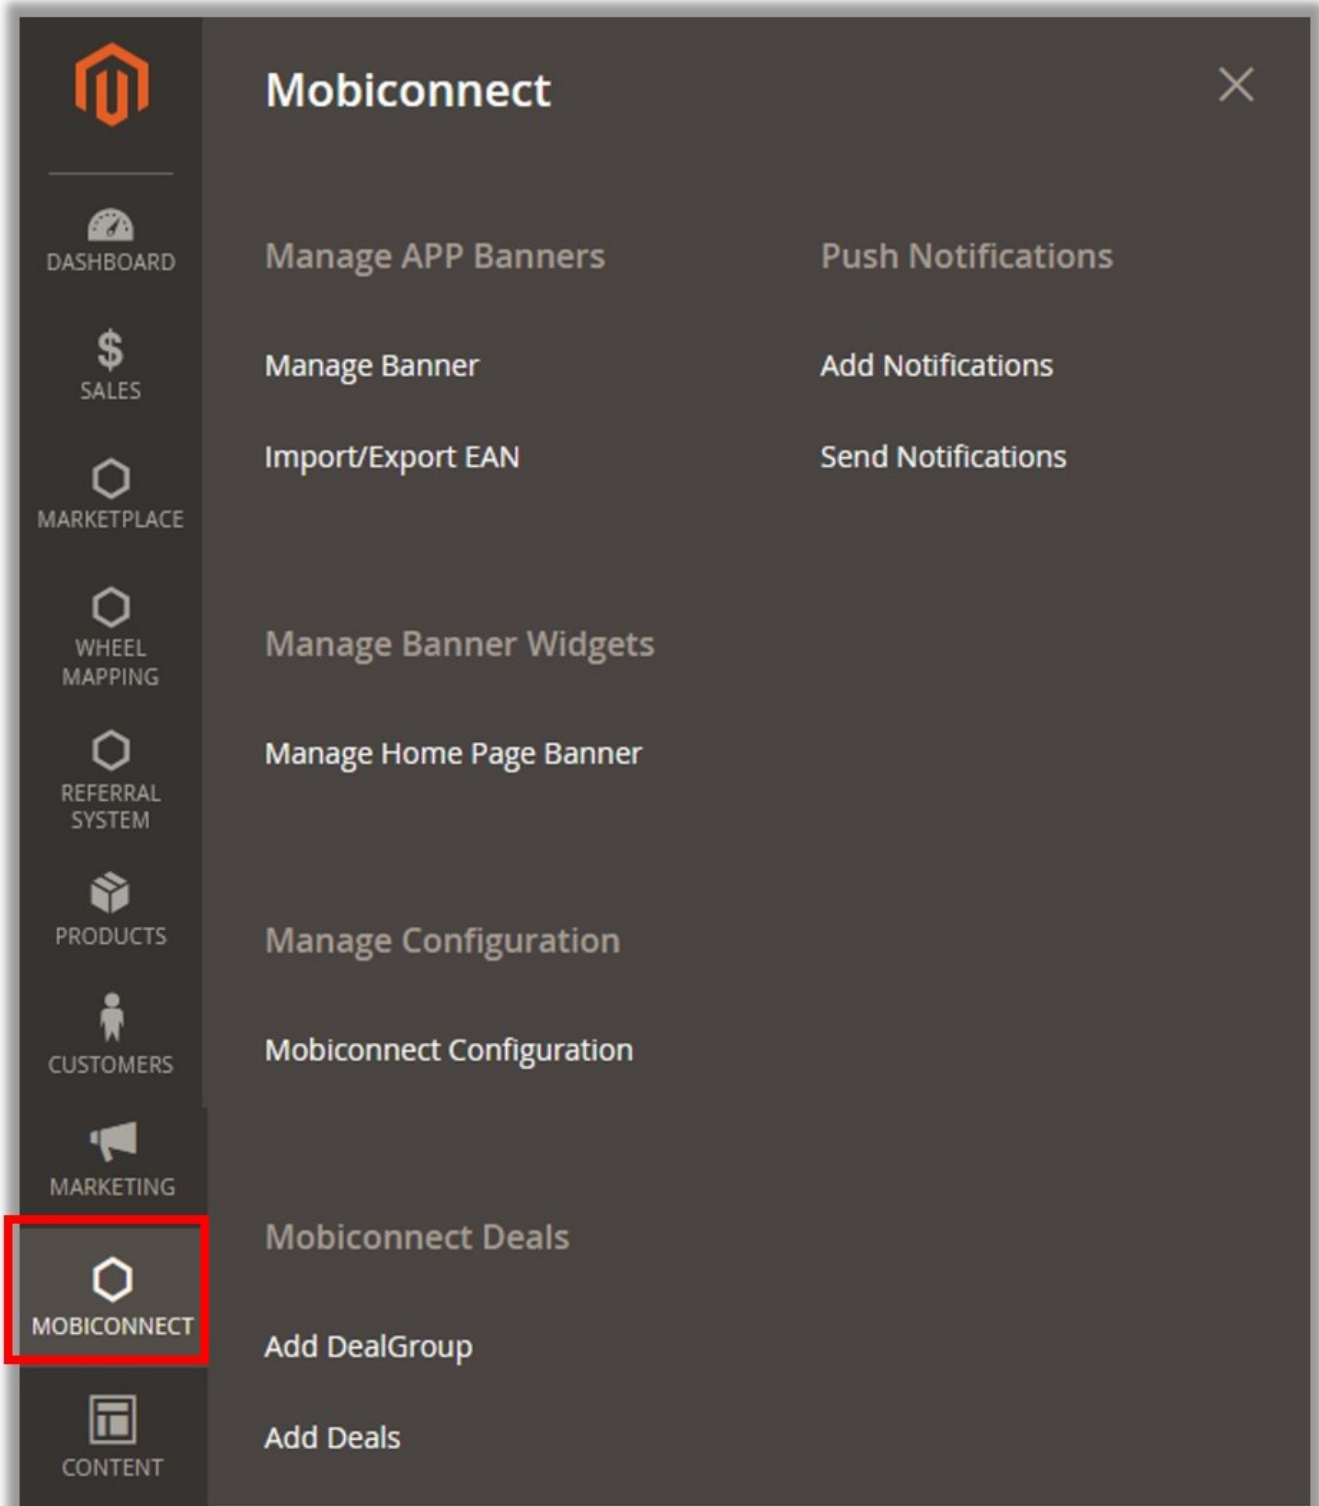 DASHBOARD
SALES
MARKETPLACE
WHEEL
MAPPING
REFERRAL
SYSTEM
PRODUCTS
CUSTOMERS
MARKETING
MOBICONNECT
CONTENT
Mobiconnect
Manage APP Banners
Manage Banner
Import/Export EAN
Manage Banner Widgets
Manage Home Page Banner
Manage Configuration
Mobiconnect Configuration
Mobiconnect Deals
Add DealGroup
Add Deals
Push Notifications
Add Notifications
Send Notifications